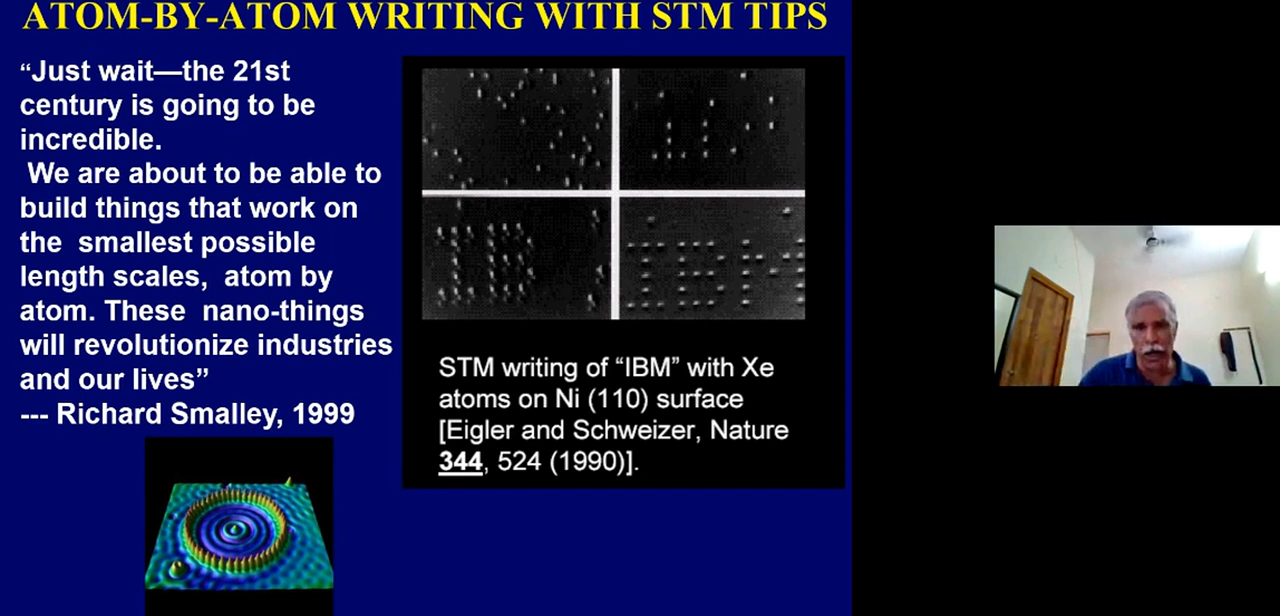 ATOM-BY-ATOM WRITING WITH STM TIPS
“Just wait—the 21st
century is going to be
incredible.
We are about to be able to
build things that work on
the smallest possible
length scales, atom by
atom. These nano-things
will revolutionize industries
and our lives”
--- Richard Smalley, 1999
IBM
STM writing of “IBM” with Xe
atoms on Ni (110) surface
[Eigler and Schweizer, Nature
344, 524 (1990)].